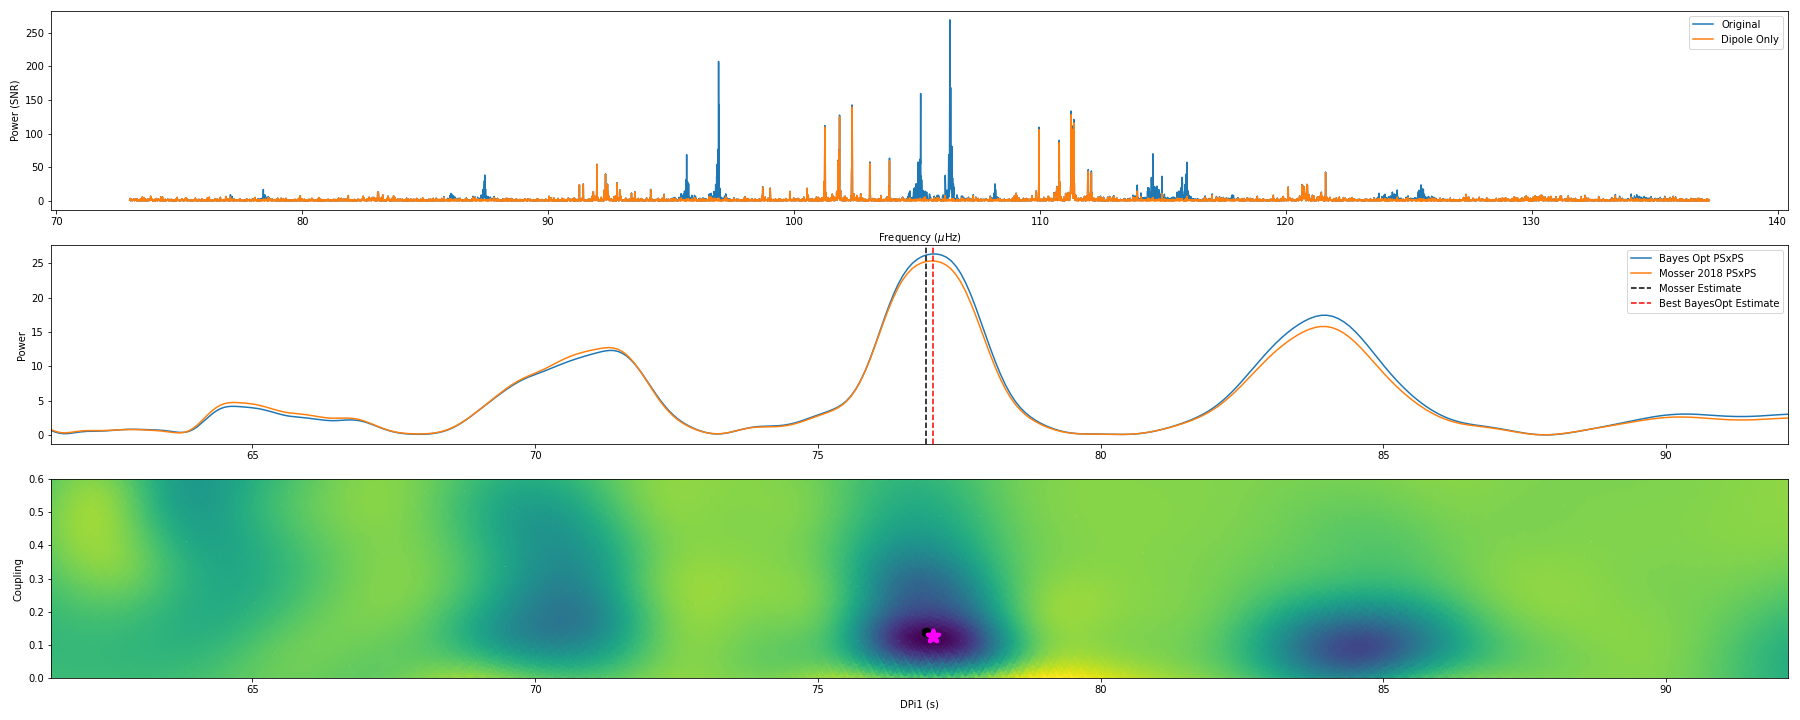 Power (SNR)
250
200
150
100
50
0
Original
Dipole Only
70 80 90 100 110 120 130 140
Frequency (μHz)
Power
25
20
15
10
5
0
Bayes Opt PSxPS
Mosser 2018 PSxPS
Mosser Estimate
Best BayesOpt Estimate
65 70 75 80 85 90
Coupling
0.6
0.5
0.4
0.3
0.2
0.1
0.0
65 70 75 80 85 90
DPi1 (s)